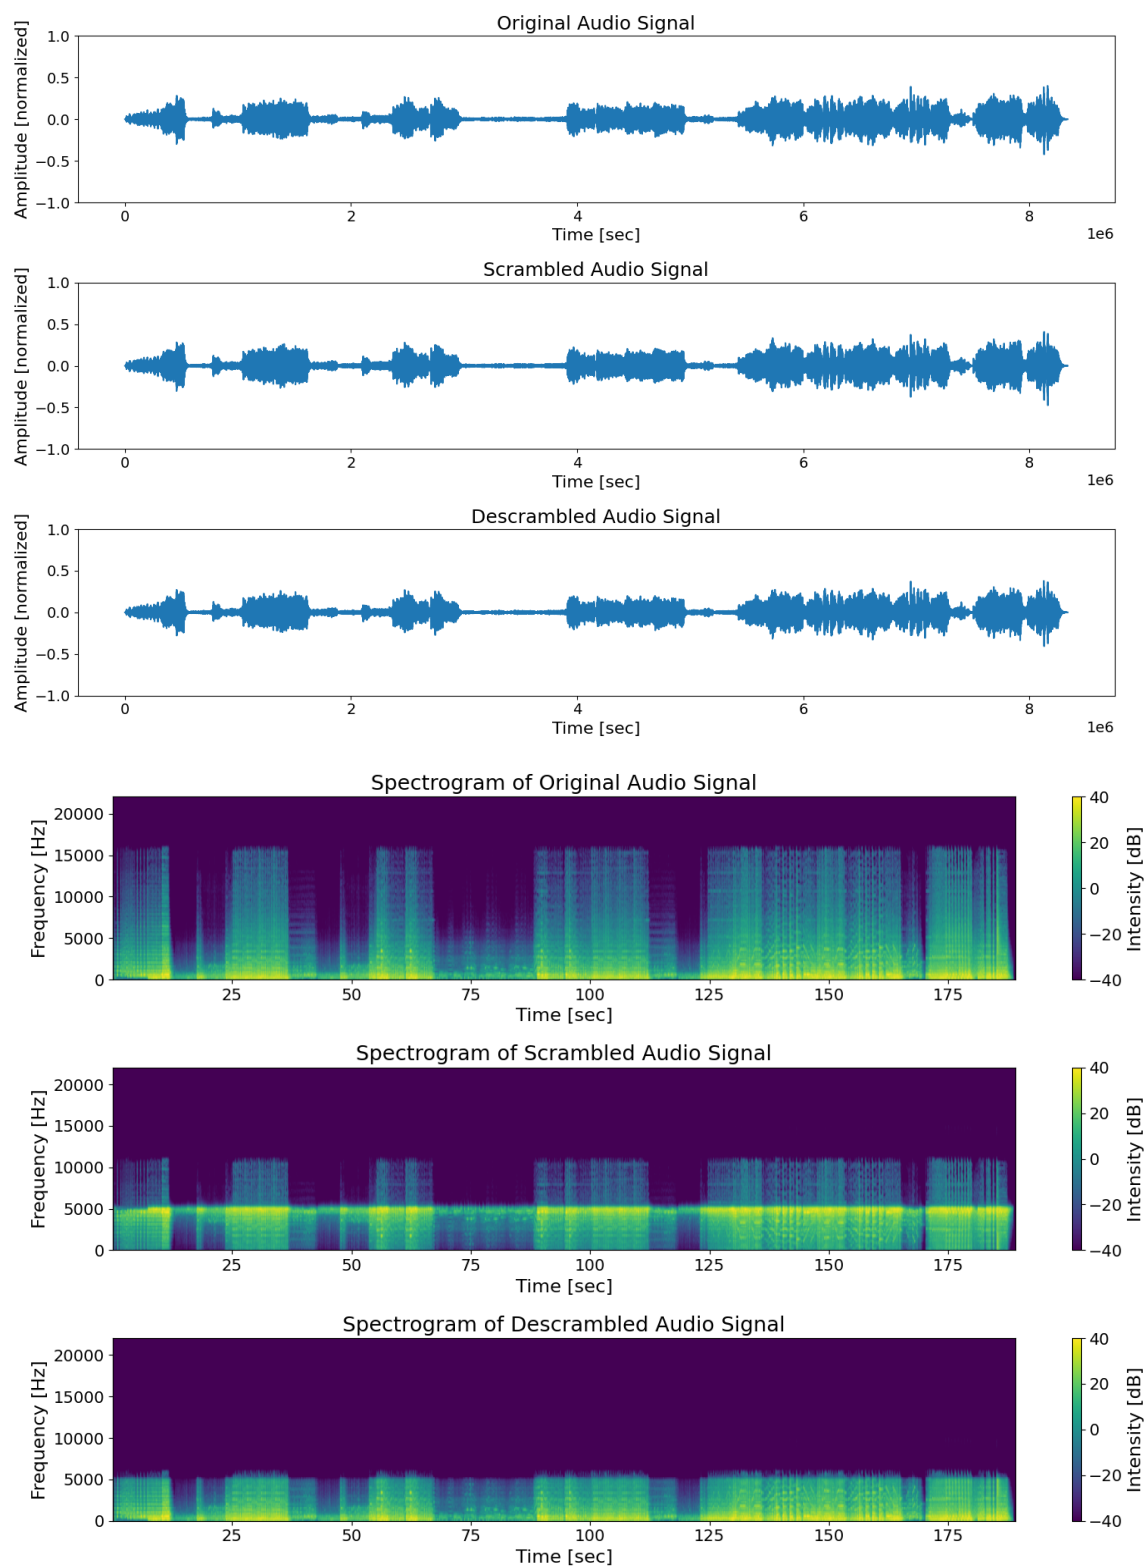 Original Audio Signal
1.0
0.5
0.0
−0.5
−1.0
Amplitude [normalized]
0 2 4 6 8
1e6
Time [sec]
Scrambled Audio Signal
1.0
0.5
0.0
−0.5
−1.0
Amplitude [normalized]
0 2 4 6 8
1e6
Time [sec]
Descrambled Audio Signal
1.0
0.5
0.0
−0.5
−1.0
Amplitude [normalized]
0 2 4 6 8
1e6
Time [sec]
Spectrogram of Original Audio Signal
20000
15000
10000
5000
0
Frequency [Hz]
25 50 75 100 125 150 175
Time [sec]
40
20
0
−20
−40
Intensity [dB]
Spectrogram of Scrambled Audio Signal
20000
15000
10000
5000
0
Frequency [Hz]
25 50 75 100 125 150 175
Time [sec]
40
20
0
−20
−40
Intensity [dB]
Spectrogram of Descrambled Audio Signal
20000
15000
10000
5000
0
Frequency [Hz]
25 50 75 100 125 150 175
Time [sec]
40
20
0
−20
−40
Intensity [dB]